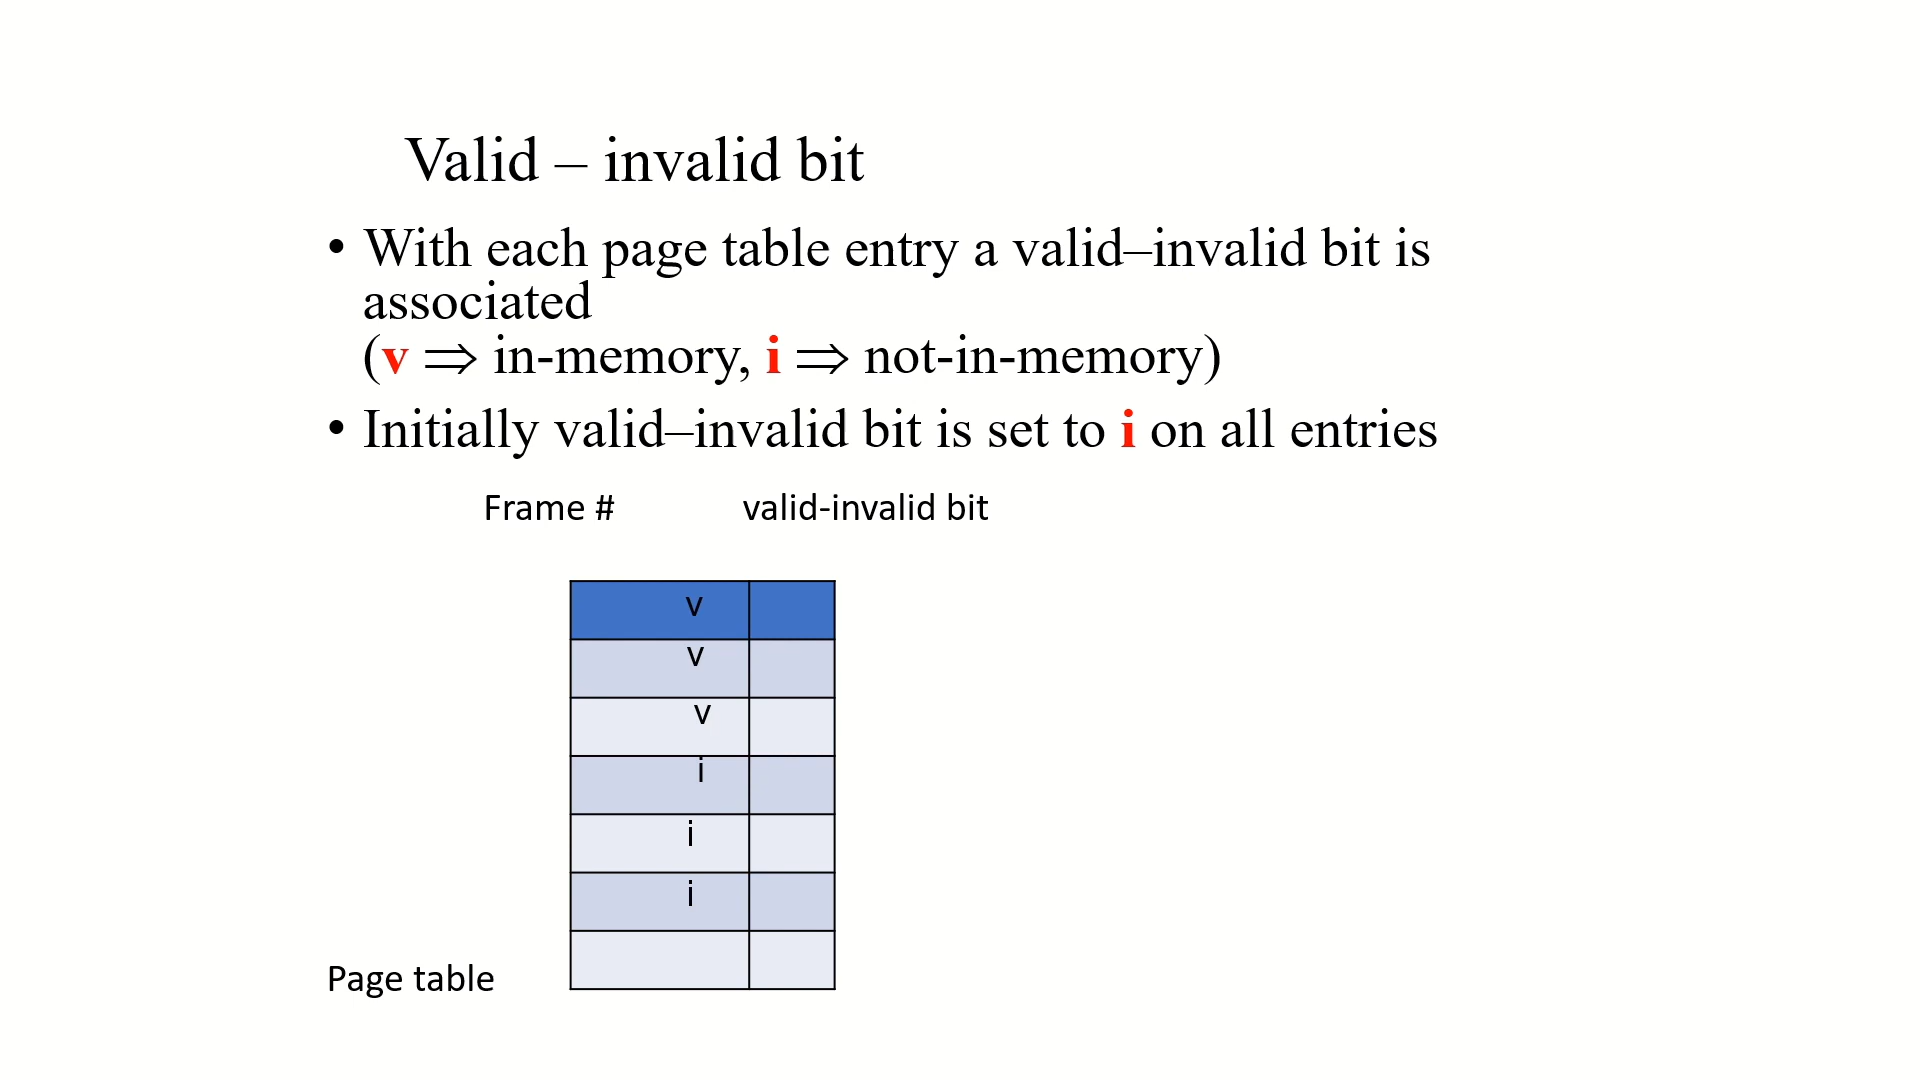 Valid – invalid bit
• With each page table entry a valid–invalid bit is
associated
(v ⇒ in-memory, i ⇒ not-in-memory)
• Initially valid–invalid bit is set to i on all entries
Frame # valid-invalid bit
v
v
v
i
i
i
Page table